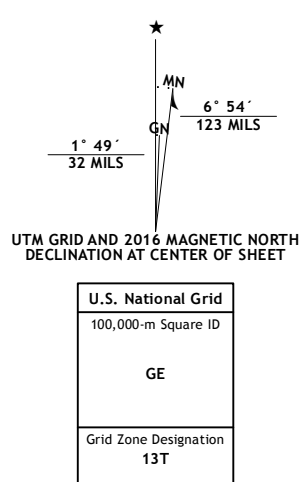 MN
6° 54´
123 MILS
GN
1° 49´
32 MILS
UTM GRID AND 2016 MAGNETIC NORTH
DECLINATION AT CENTER OF SHEET
U.S. National Grid
100,000-m Square ID
GE
Grid Zone Designation
13T